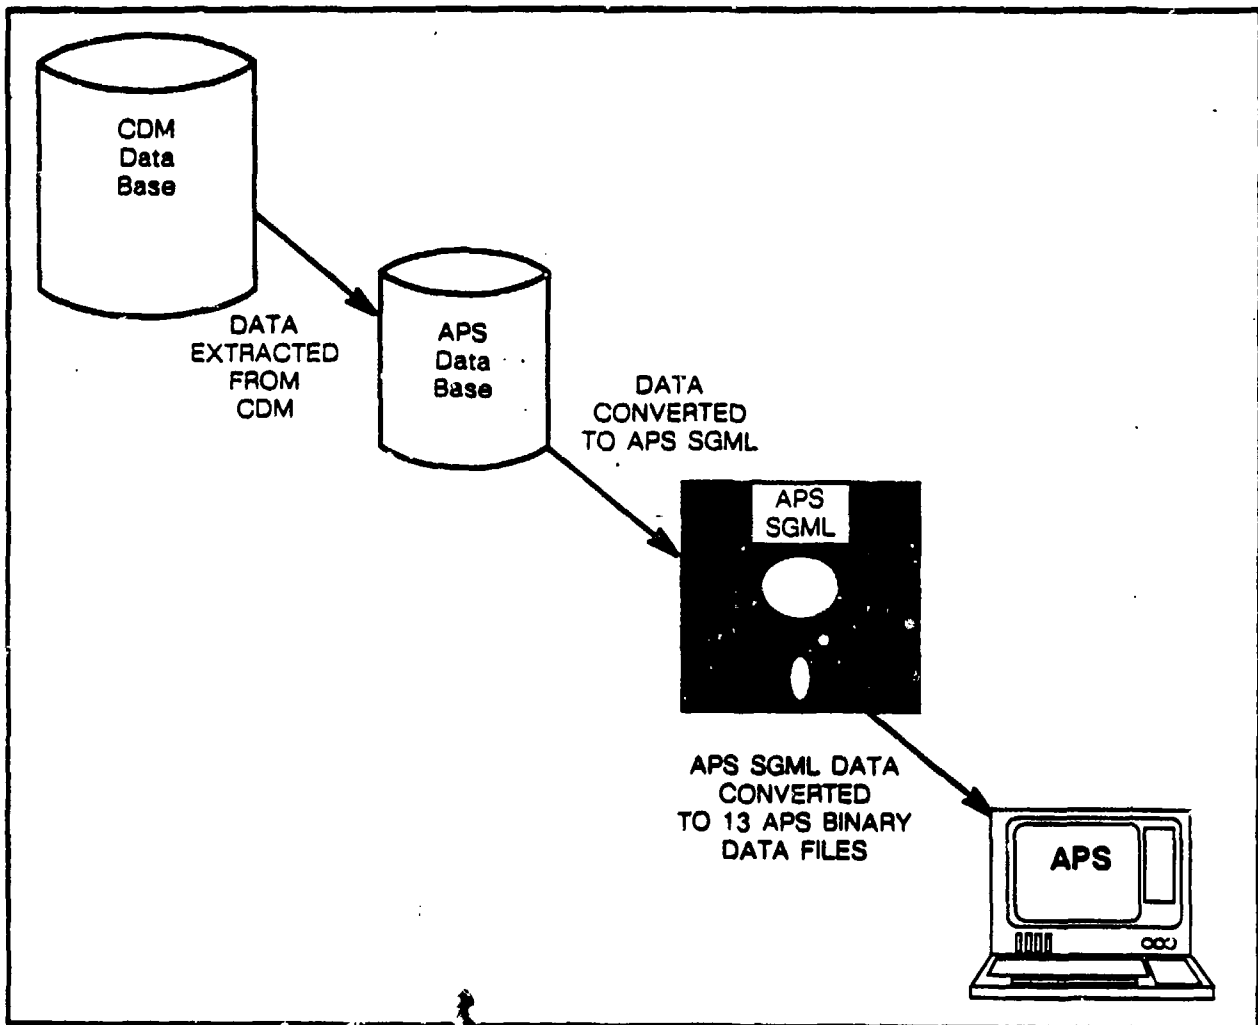 CDM
Data
Base
DATA
EXTRACTED
FROM
CDM
APS
Data
Base
DATA
CONVERTED
TO APS SGML
APS
SGML
APS SGML DATA
CONVERTED
TO 13 APS BINARY
DATA FILES
APS